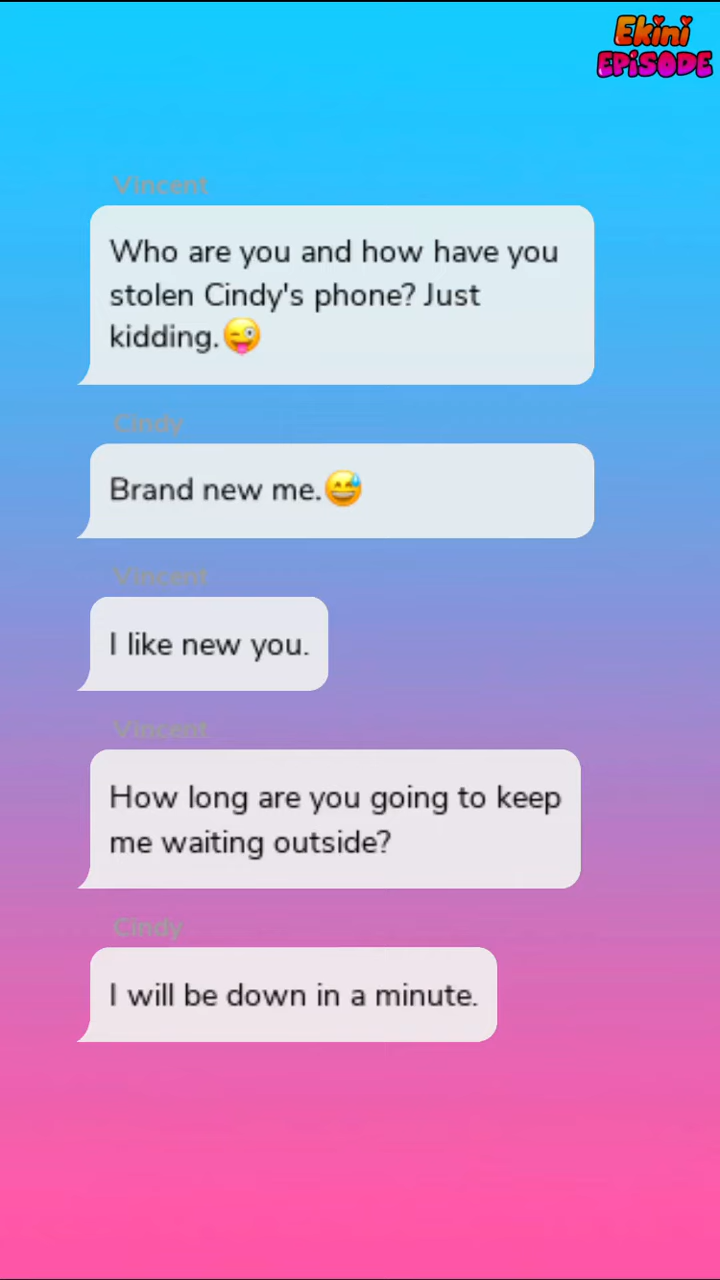 Ekini
EPiSODE
Vincent
Who are you and how have you
stolen Cindy's phone? Just
kidding.😜
Cindy
Brand new me.😅
Vincent
I like new you.
Vincent
How long are you going to keep
me waiting outside?
Cindy
I will be down in a minute.